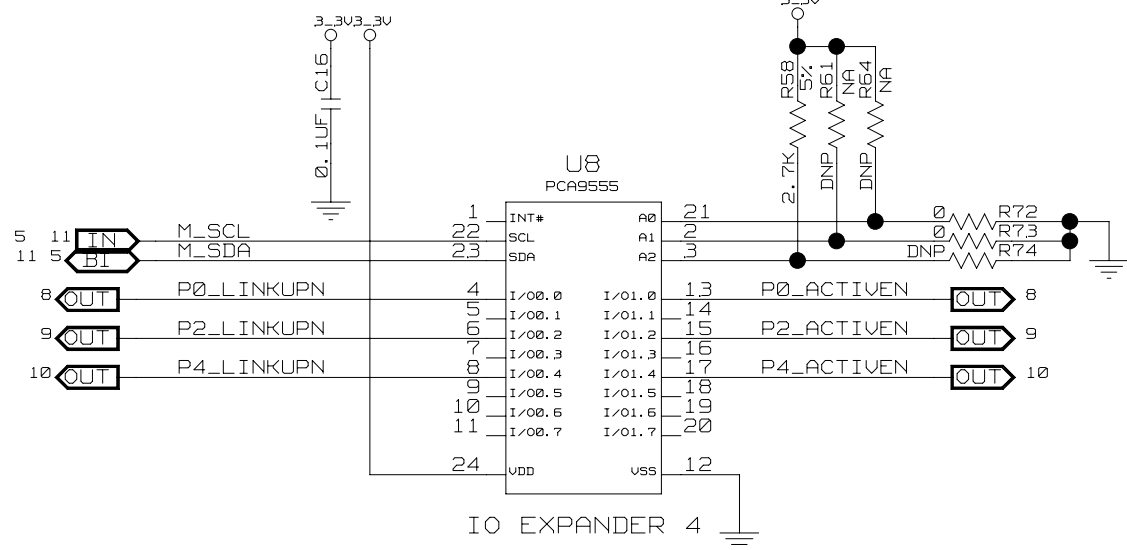 3_3V 3_3V
3_3V
C16
0.1UF
R58
5%
2.7K
R61
NA
DNP
R64
NA
DNP
U8
PCA9555
1 INT# A0 21 0 R72
5 11 IN M_SCL 22 SCL A1 2 0 R73
11 5 BI M_SDA 23 SDA A2 3 DNP R74
8 OUT P0_LINKUPN 4 I/O0.0 I/O1.0 13 P0_ACTIVEN OUT 8
5 I/O0.1 I/O1.1 14
9 OUT P2_LINKUPN 6 I/O0.2 I/O1.2 15 P2_ACTIVEN OUT 9
7 I/O0.3 I/O1.3 16
10 OUT P4_LINKUPN 8 I/O0.4 I/O1.4 17 P4_ACTIVEN OUT 10
9 I/O0.5 I/O1.5 18
10 I/O0.6 I/O1.6 19
11 I/O0.7 I/O1.7 20
24 VDD VSS 12
IO EXPANDER 4